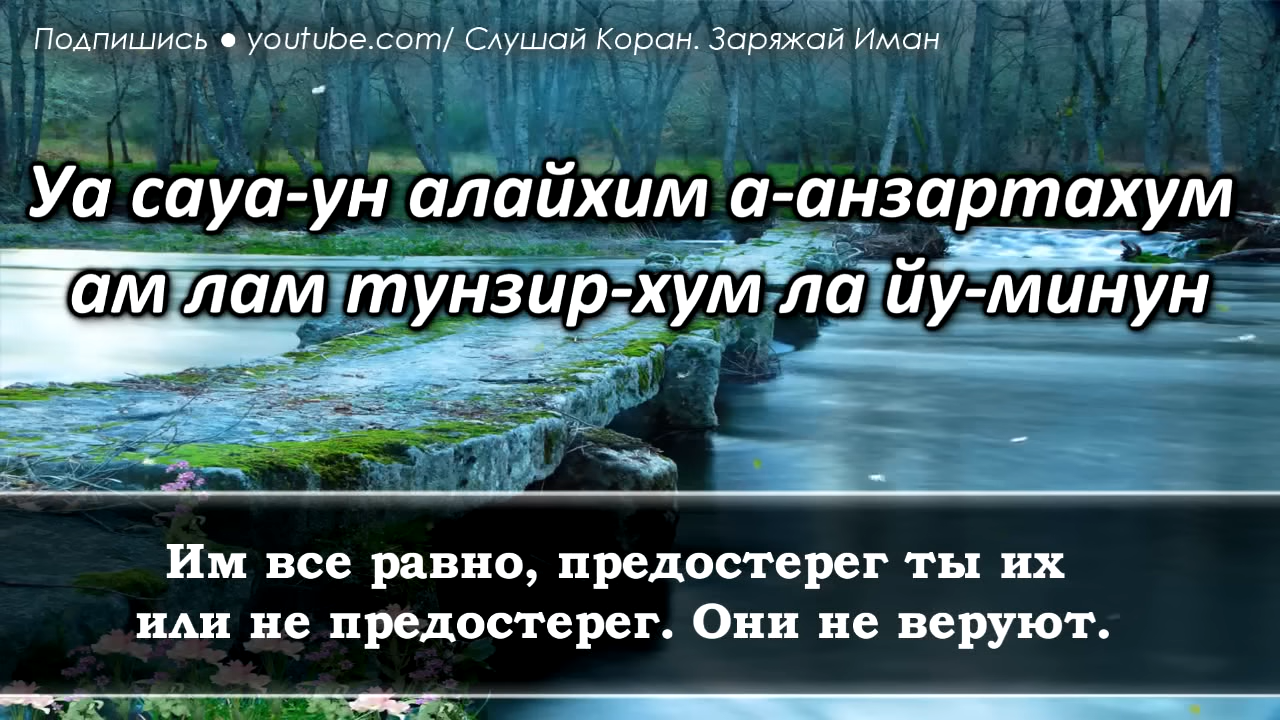 Подпишись ● youtube.com/ Слушай Коран. Заряжай Иман
Уа сауа-ун алайхим а-анзартахум
ам лам тунзир-хум ла йу-минун
Им все равно, предостерег ты их
или не предостерег. Они не веруют.